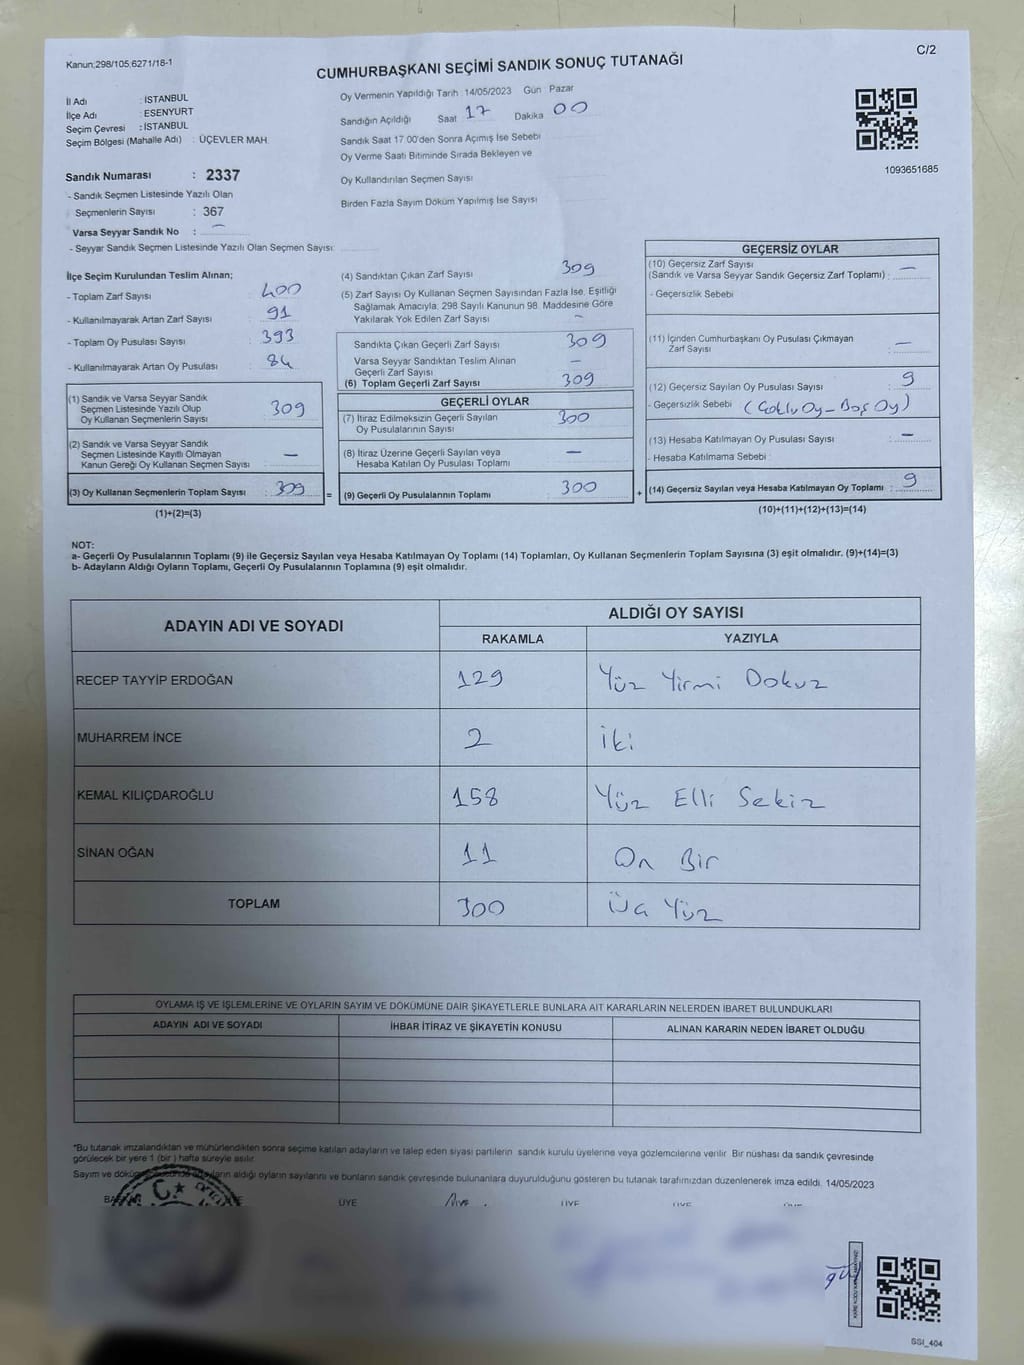 Kanun;298/105;6271/18-1
C/2
CUMHURBAŞKANI SEÇİMİ SANDIK SONUÇ TUTANAĞI
İl Adı : İSTANBUL
İlçe Adı : ESENYURT
Seçim Çevresi : İSTANBUL
Seçim Bölgesi (Mahalle Adı) : ÜÇEVLER MAH.
Sandık Numarası : 2337
- Sandık Seçmen Listesinde Yazılı Olan
Seçmenlerin Sayısı : 367
Varsa Seyyar Sandık No : –
- Seyyar Sandık Seçmen Listesinde Yazılı Olan Seçmen Sayısı:
Oy Vermenin Yapıldığı Tarih :14/05/2023 Gün : Pazar
Sandığın Açıldığı Saat 17 Dakika 00
Sandık Saat 17.00'den Sonra Açımış İse Sebebi
Oy Verme Saati Bitiminde Sırada Bekleyen ve
Oy Kullandırılan Seçmen Sayısı
Birden Fazla Sayım Döküm Yapılmış İse Sayısı
1093651685
İlçe Seçim Kurulundan Teslim Alınan;
- Toplam Zarf Sayısı : 400
- Kullanılmayarak Artan Zarf Sayısı : 91
- Toplam Oy Pusulası Sayısı : 393
- Kullanılmayarak Artan Oy Pusulası : 84
(1) Sandık ve Varsa Seyyar Sandık
Seçmen Listesinde Yazılı Olup
Oy Kullanan Seçmenlerin Sayısı : 309
(2) Sandık ve Varsa Seyyar Sandık
Seçmen Listesinde Kayıtlı Olmayan
Kanun Gereği Oy Kullanan Seçmen Sayısı : –
(3) Oy Kullanan Seçmenlerin Toplam Sayısı : 309
(1)+(2)=(3)
(4) Sandıktan Çıkan Zarf Sayısı 309
(5) Zarf Sayısı Oy Kullanan Seçmen Sayısından Fazla İse, Eşitliği
Sağlamak Amacıyla; 298 Sayılı Kanunun 98. Maddesine Göre
Yakılarak Yok Edilen Zarf Sayısı –
Sandıkta Çıkan Geçerli Zarf Sayısı 309
Varsa Seyyar Sandıktan Teslim Alınan
Geçerli Zarf Sayısı –
(6) Toplam Geçerli Zarf Sayısı 309
GEÇERLİ OYLAR
(7) İtiraz Edilmeksizin Geçerli Sayılan
Oy Pusulalarının Sayısı 300
(8) İtiraz Üzerine Geçerli Sayılan veya
Hesaba Katılan Oy Pusulası Toplamı –
= (9) Geçerli Oy Pusulalarının Toplamı 300
GEÇERSİZ OYLAR
(10) Geçersiz Zarf Sayısı
(Sandık ve Varsa Seyyar Sandık Geçersiz Zarf Toplamı) : –
- Geçersizlik Sebebi
(11) İçinden Cumhurbaşkanı Oy Pusulası Çıkmayan
Zarf Sayısı : –
(12) Geçersiz Sayılan Oy Pusulası Sayısı : 9
- Geçersizlik Sebebi (Çoklu Oy - Boş Oy)
(13) Hesaba Katılmayan Oy Pusulası Sayısı : –
- Hesaba Katılmama Sebebi :
+ (14) Geçersiz Sayılan veya Hesaba Katılmayan Oy Toplamı : 9
(10)+(11)+(12)+(13)=(14)
NOT:
a- Geçerli Oy Pusulalarının Toplamı (9) ile Geçersiz Sayılan veya Hesaba Katılmayan Oy Toplamı (14) Toplamları, Oy Kullanan Seçmenlerin Toplam Sayısına (3) eşit olmalıdır. (9)+(14)=(3)
b- Adayların Aldığı Oyların Toplamı, Geçerli Oy Pusulalarının Toplamına (9) eşit olmalıdır.
ADAYIN ADI VE SOYADI
ALDIĞI OY SAYISI
RAKAMLA YAZIYLA
RECEP TAYYİP ERDOĞAN 129 Yüz Yirmi Dokuz
MUHARREM İNCE 2 İki
KEMAL KILIÇDAROĞLU 158 Yüz Elli Sekiz
SİNAN OĞAN 11 On Bir
TOPLAM 300 Üç Yüz
OYLAMA İŞ VE İŞLEMLERİNE VE OYLARIN SAYIM VE DÖKÜMÜNE DAİR ŞİKAYETLERLE BUNLARA AİT KARARLARIN NELERDEN İBARET BULUNDUKLARI
ADAYIN ADI VE SOYADI İHBAR İTİRAZ VE ŞİKAYETİN KONUSU ALINAN KARARIN NEDEN İBARET OLDUĞU
*Bu tutanak imzalandıktan ve mühürlendikten sonra seçime katılan adayların ve talep eden siyasi partilerin sandık kurulu üyelerine veya gözlemcilerine verilir. Bir nüshası da sandık çevresinde
görülecek bir yere 1 (bir ) hafta süreyle asılır.
Sayım ve adayların aldığı oyların sayılarını ve bunların sandık çevresinde bulunanlara duyurulduğunu gösteren bu tutanak tarafımızdan düzenlenerek imza edildi. 14/05/2023
ÜYE ÜYE ÜYE ÜYE
SSI_404